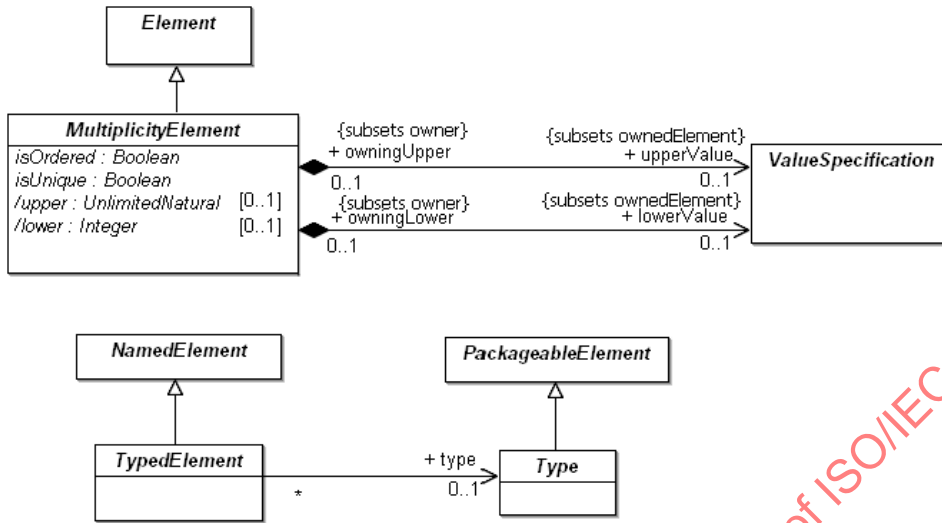 Element
MultiplicityElement
isOrdered : Boolean
isUnique : Boolean
/upper : UnlimitedNatural [0..1]
/lower : Integer [0..1]
{subsets owner}
+ owningUpper
0..1
{subsets ownedElement}
+ upperValue
0..1
{subsets owner}
+ owningLower
0..1
{subsets ownedElement}
+ lowerValue
0..1
ValueSpecification
NamedElement
PackageableElement
TypedElement
*
+ type
0..1
Type
of ISO/IEC